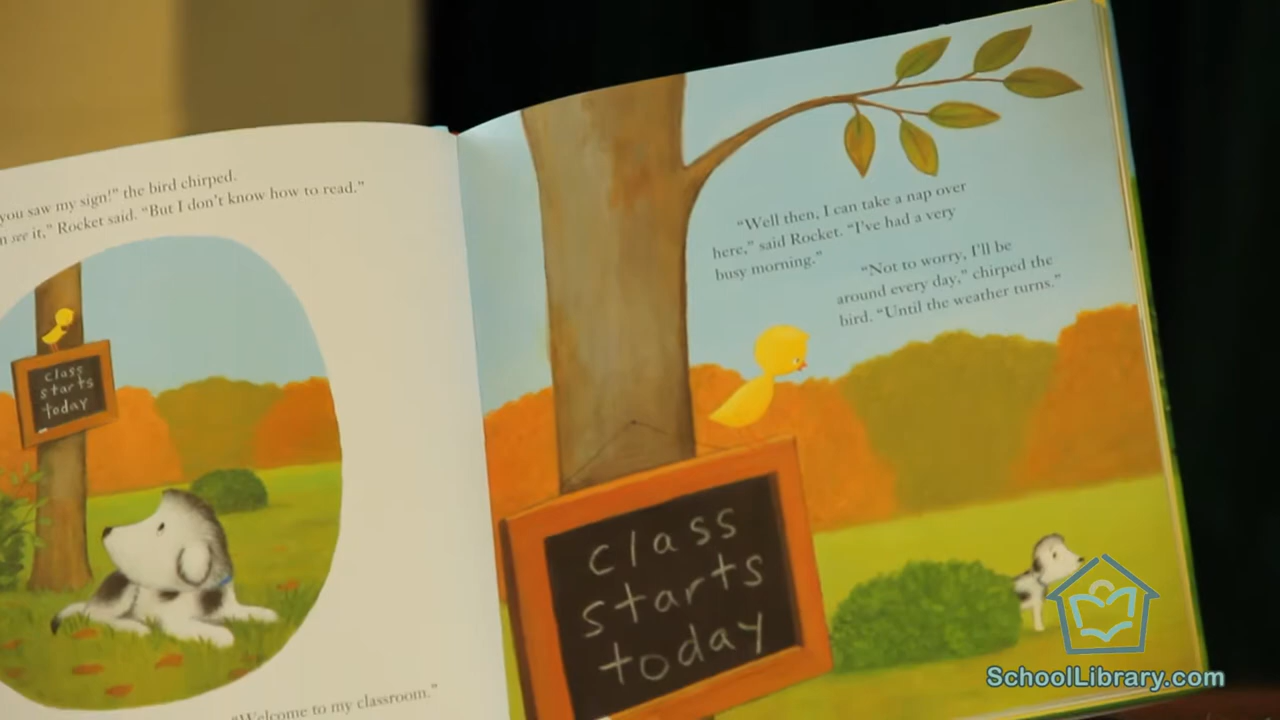 you saw my sign!” the bird chirped.
see it,” Rocket said. “But I don’t know how to read.”
class
starts
today
“Welcome to my classroom.”
“Well then, I can take a nap over
here,” said Rocket. “I’ve had a very
busy morning.”
“Not to worry, I’ll be
around every day,” chirped the
bird. “Until the weather turns.”
class
starts
today
SchoolLibrary.com